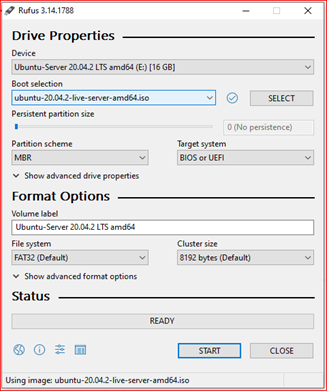 Rufus 3.14.1788
Drive Properties
Device
Ubuntu-Server 20.04.2 LTS amd64 (E:) [16 GB]
Boot selection
ubuntu-20.04.2-live-server-amd64.iso
SELECT
Persistent partition size
0 (No persistence)
Partition scheme
Target system
MBR
BIOS or UEFI
Show advanced drive properties
Format Options
Volume label
Ubuntu-Server 20.04.2 LTS amd64
File system
Cluster size
FAT32 (Default)
8192 bytes (Default)
Show advanced format options
Status
READY
START
CLOSE
Using image: ubuntu-20.04.2-live-server-amd64.iso